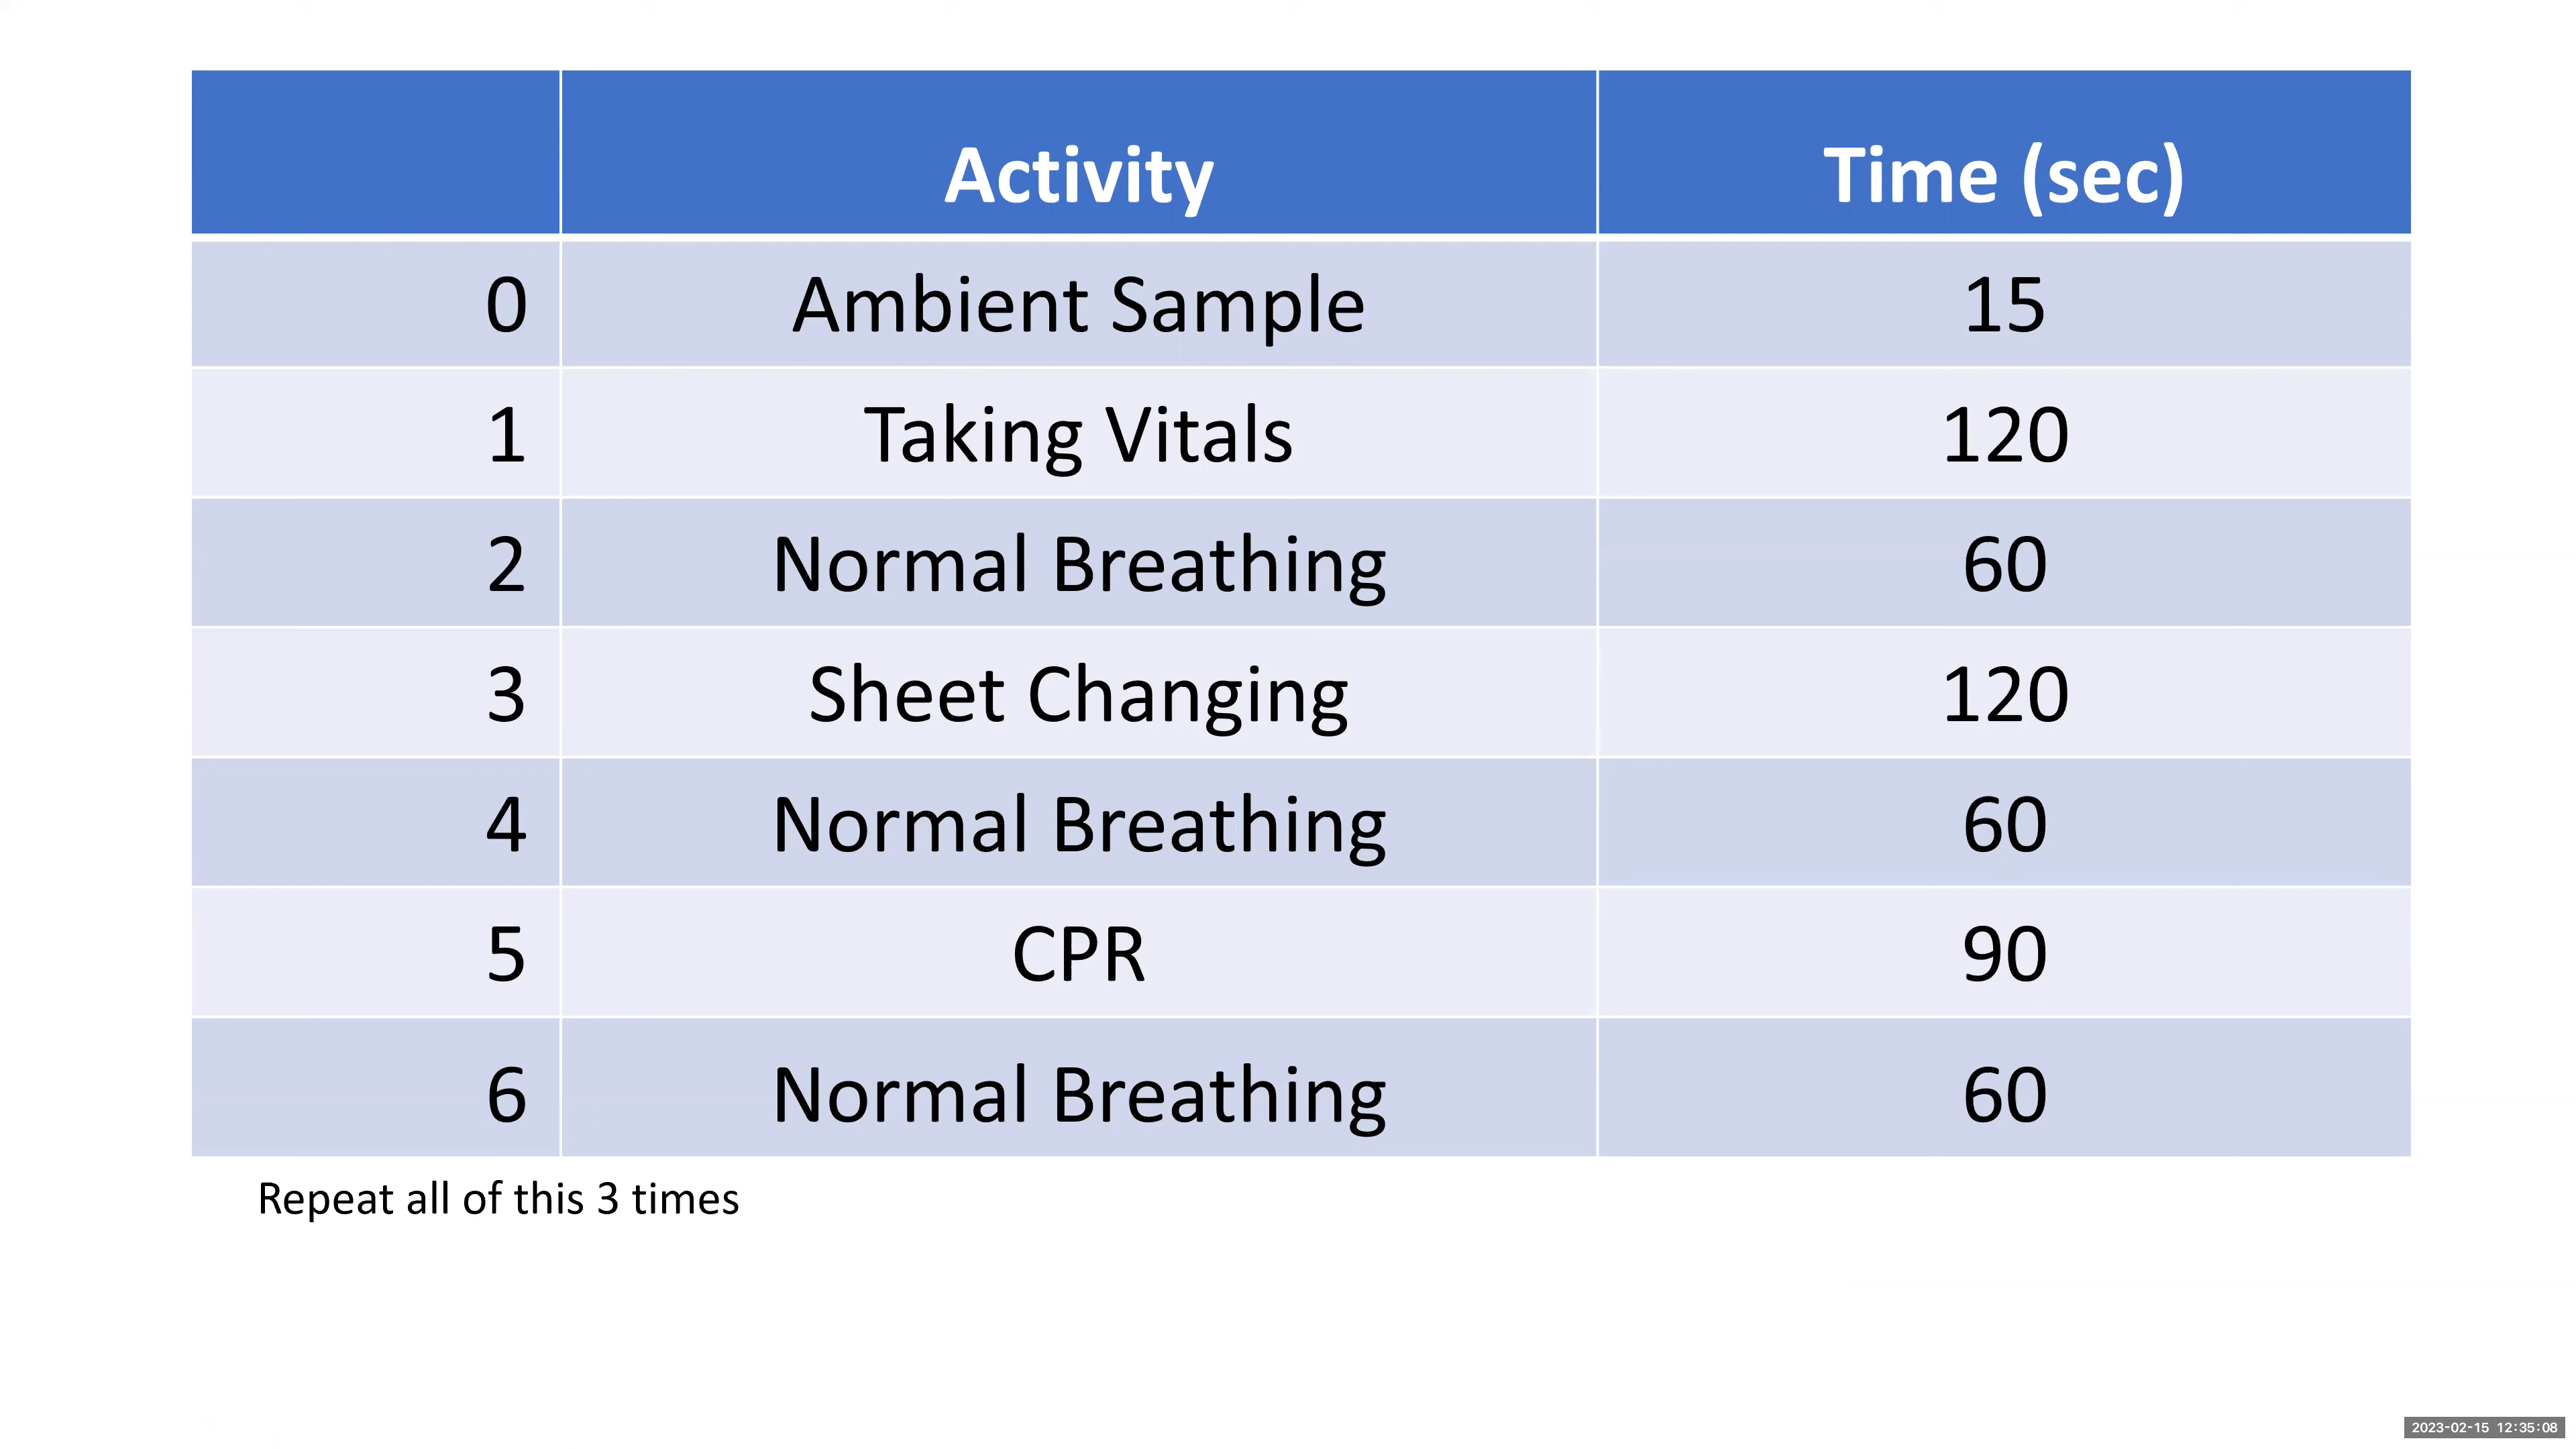 Activity Time (sec)
0 Ambient Sample 15
1 Taking Vitals 120
2 Normal Breathing 60
3 Sheet Changing 120
4 Normal Breathing 60
5 CPR 90
6 Normal Breathing 60
Repeat all of this 3 times
2023-02-15 12:35:08